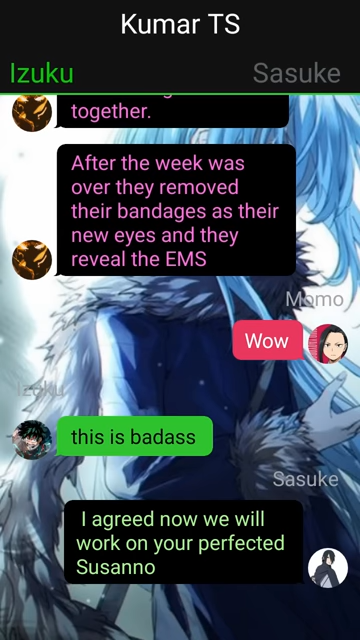 Kumar TS
Izuku
Sasuke
together.
After the week was
over they removed
their bandages as their
new eyes and they
reveal the EMS
Momo
Wow
Izuku
this is badass
Sasuke
I agreed now we will
work on your perfected
Susanno